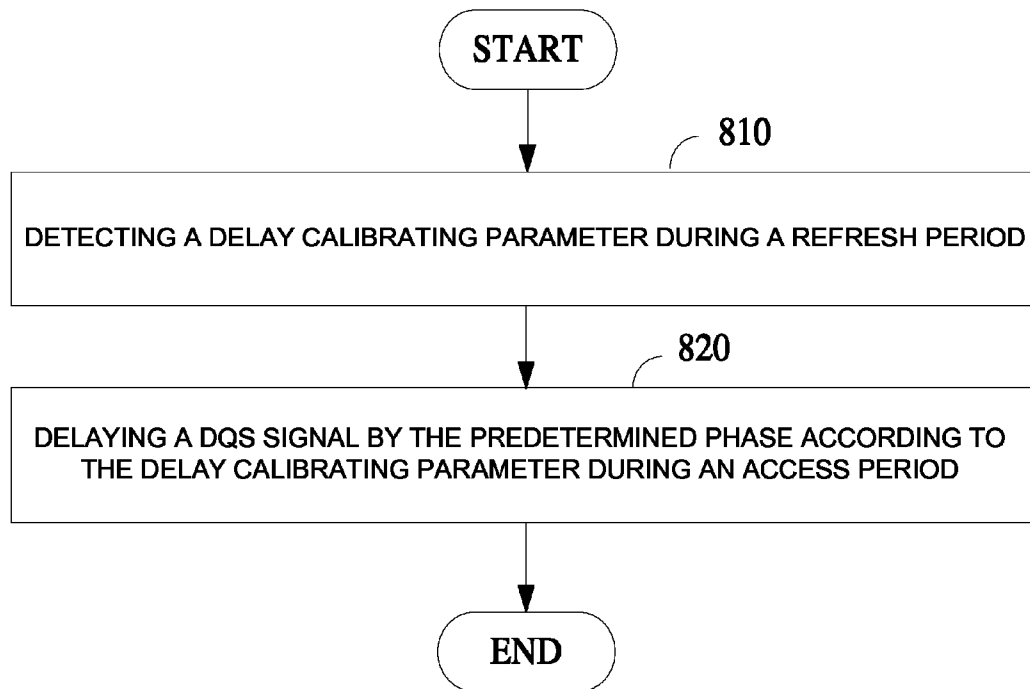 START
810
DETECTING A DELAY CALIBRATING PARAMETER DURING A REFRESH PERIOD
820
DELAYING A DQS SIGNAL BY THE PREDETERMINED PHASE ACCORDING TO
THE DELAY CALIBRATING PARAMETER DURING AN ACCESS PERIOD
END